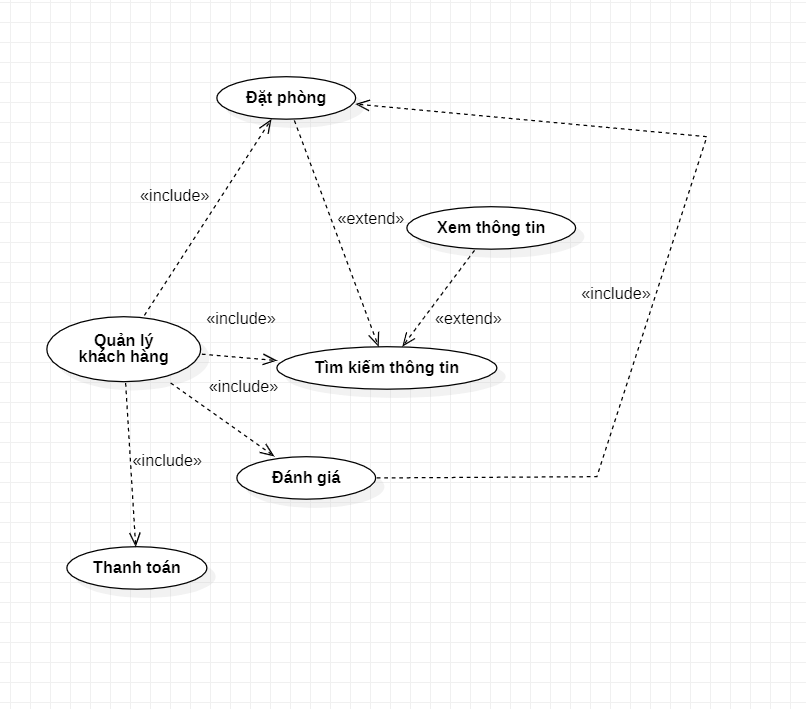 Đặt phòng
«include»
«extend»
Xem thông tin
«include»
«include»
«extend»
Quản lý
khách hàng
Tìm kiếm thông tin
«include»
«include»
Đánh giá
Thanh toán